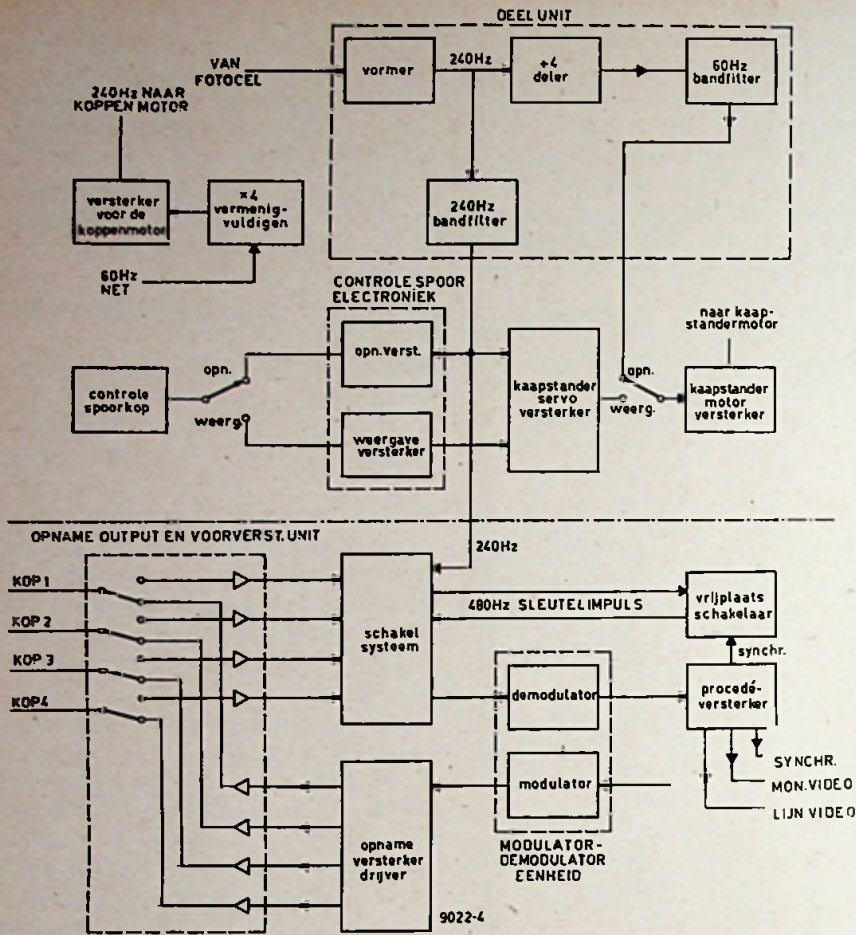 DEEL UNIT
VAN
FOTOCEL
vormer
240Hz
+4
deler
60Hz
bandfilter
240Hz NAAR
KOPPEN MOTOR
versterker
voor de
koppenmotor
×4
vermenig-
vuldigen
60Hz
NET
240Hz
bandfilter
CONTROLE SPOOR
ELECTRONIEK
opn.verst.
weergave
versterker
controle
spoorkop
opn.
weerg.
kaapstander
servo
versterker
opn.
weerg.
naar kaap-
standermotor
kaapstander
motor
versterker
OPNAME OUTPUT EN VOORVERST. UNIT
KOP 1
KOP 2
KOP 3
KOP4
240Hz
schakel
systeem
480Hz SLEUTELIMPULS
vrijplaats
schakelaar
synchr.
demodulator
modulator
procedé-
versterker
SYNCHR.
MON.VIDEO
LIJN VIDEO
MODULATOR-
DEMODULATOR
EENHEID
opname
versterker
drijver
9022-4